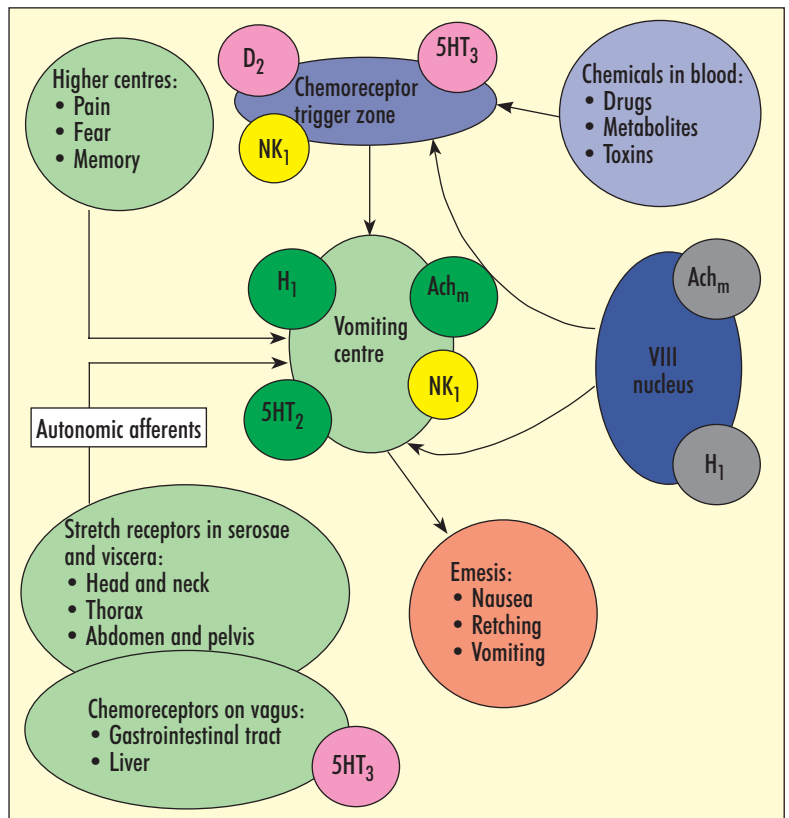 Higher centres:
• Pain
• Fear
• Memory
D2
5HT3
Chemoreceptor
trigger zone
NK1
Chemicals in blood:
• Drugs
• Metabolites
• Toxins
H1
Achm
Vomiting
centre
5HT2
NK1
Achm
VIII
nucleus
H1
Autonomic afferents
Stretch receptors in serosae
and viscera:
• Head and neck
• Thorax
• Abdomen and pelvis
Chemoreceptors on vagus:
• Gastrointestinal tract
• Liver
5HT3
Emesis:
• Nausea
• Retching
• Vomiting